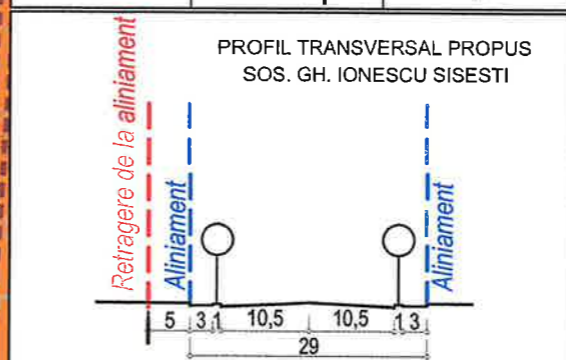 PROFIL TRANSVERSAL PROPUS
SOS. GH. IONESCU SISESTI
Retragere de la aliniament
Aliniament
Aliniament
5 3 1 10,5 10,5 1 3
29